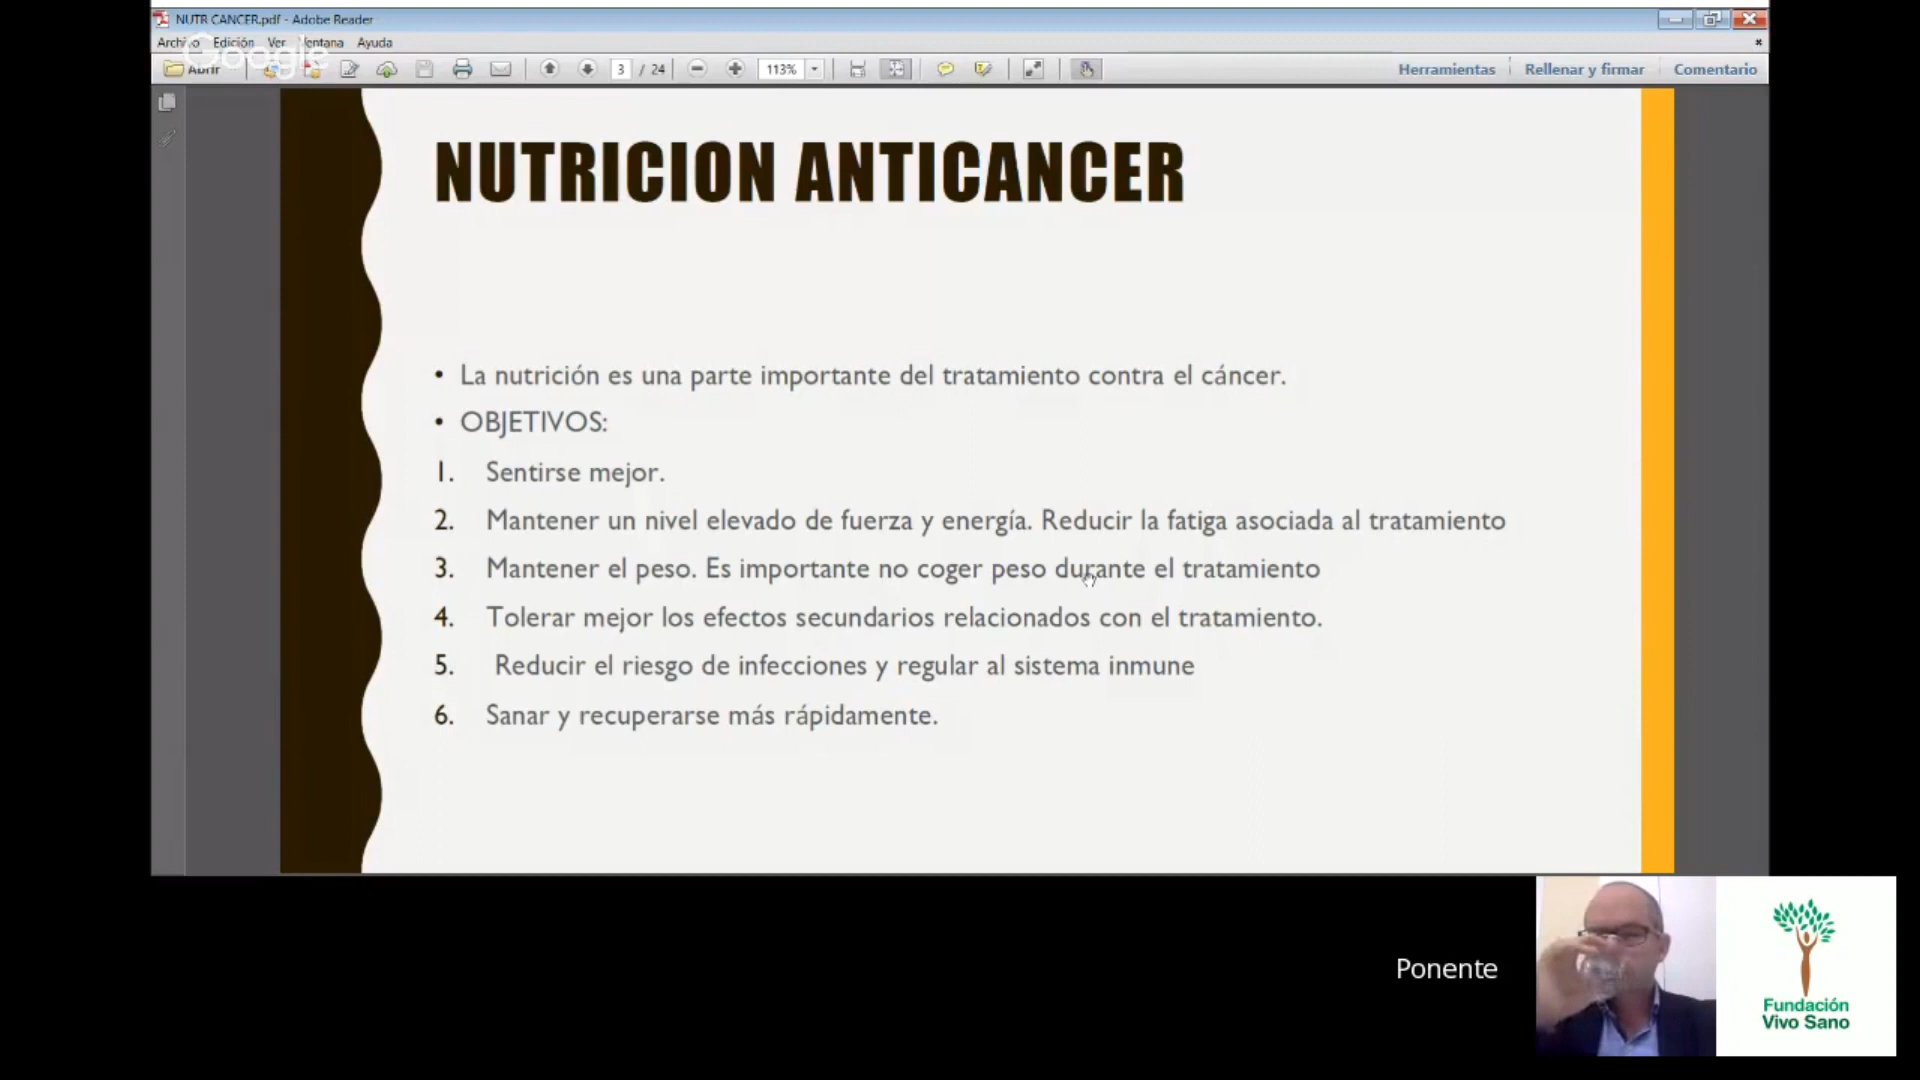 NUTR CANCER.pdf - Adobe Reader
Archivo Edición Ver Ventana Ayuda
Google
Abrir 3 / 24 113% Herramientas Rellenar y firmar Comentario
NUTRICION ANTICANCER
• La nutrición es una parte importante del tratamiento contra el cáncer.
• OBJETIVOS:
1. Sentirse mejor.
2. Mantener un nivel elevado de fuerza y energía. Reducir la fatiga asociada al tratamiento
3. Mantener el peso. Es importante no coger peso durante el tratamiento
4. Tolerar mejor los efectos secundarios relacionados con el tratamiento.
5. Reducir el riesgo de infecciones y regular al sistema inmune
6. Sanar y recuperarse más rápidamente.
Ponente
Fundación
Vivo Sano